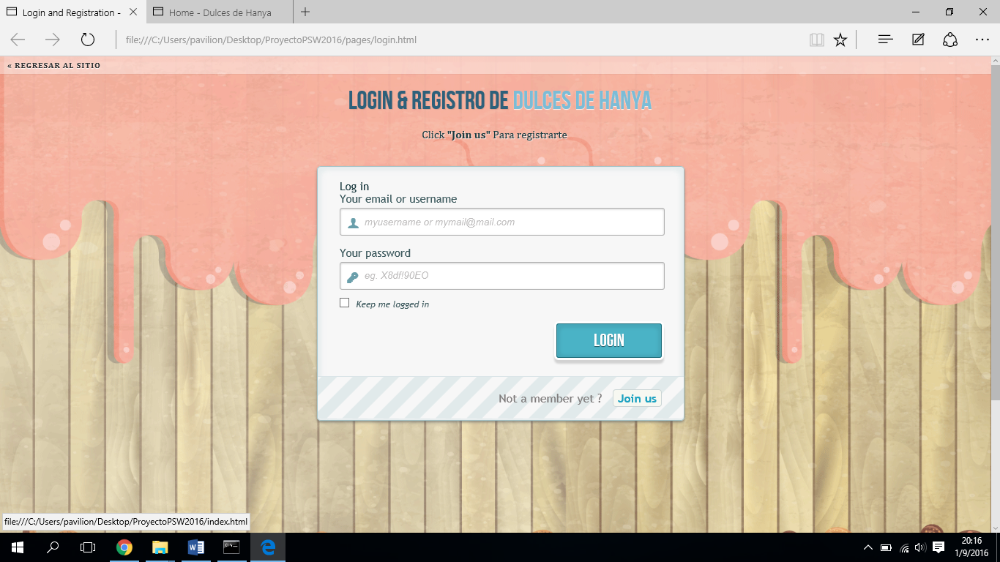 Login and Registration -
Home - Dulces de Hanya
file:///C:/Users/pavilion/Desktop/ProyectoPSW2016/pages/login.html
« REGRESAR AL SITIO
LOGIN & REGISTRO DE DULCES DE HANYA
Click "Join us" Para registrarte
Log in
Your email or username
myusername or mymail@mail.com
Your password
eg. X8df!90EO
Keep me logged in
LOGIN
Not a member yet ? Join us
file:///C:/Users/pavilion/Desktop/ProyectoPSW2016/index.html
20:16
1/9/2016